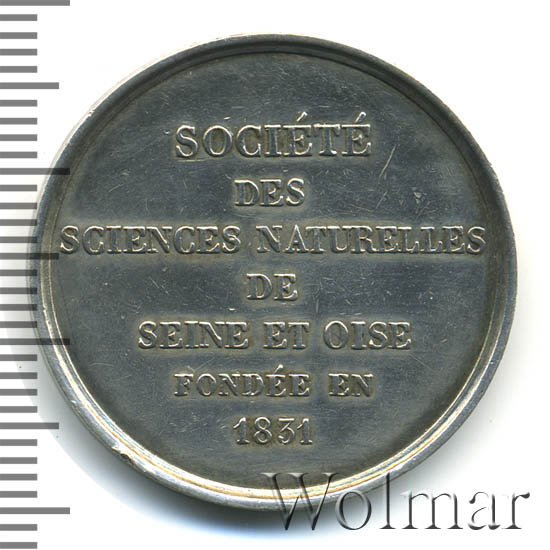 SOCIÉTÉ
DES
SCIENCES NATURELLES
DE
SEINE ET OISE
FONDÉE EN
1831
Wolmar